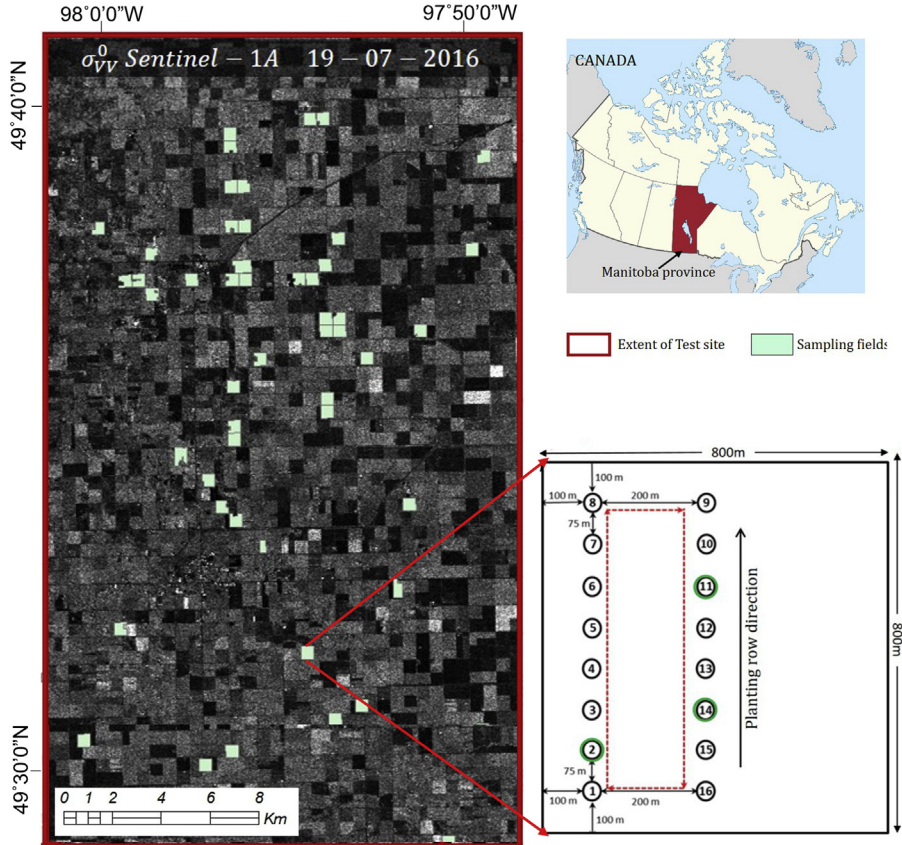 98°0'0"W
97°50'0"W
49°40'0"N
49°30'0"N
σ⁰VV Sentinel – 1A 19 – 07 – 2016
0 1 2 4 6 8
Km
CANADA
Manitoba province
Extent of Test site
Sampling fields
800m
800m
100 m
100 m
8
200 m
9
75 m
7
10
6
11
5
12
4
13
3
14
2
15
75 m
1
16
100 m
200 m
100 m
Planting row direction